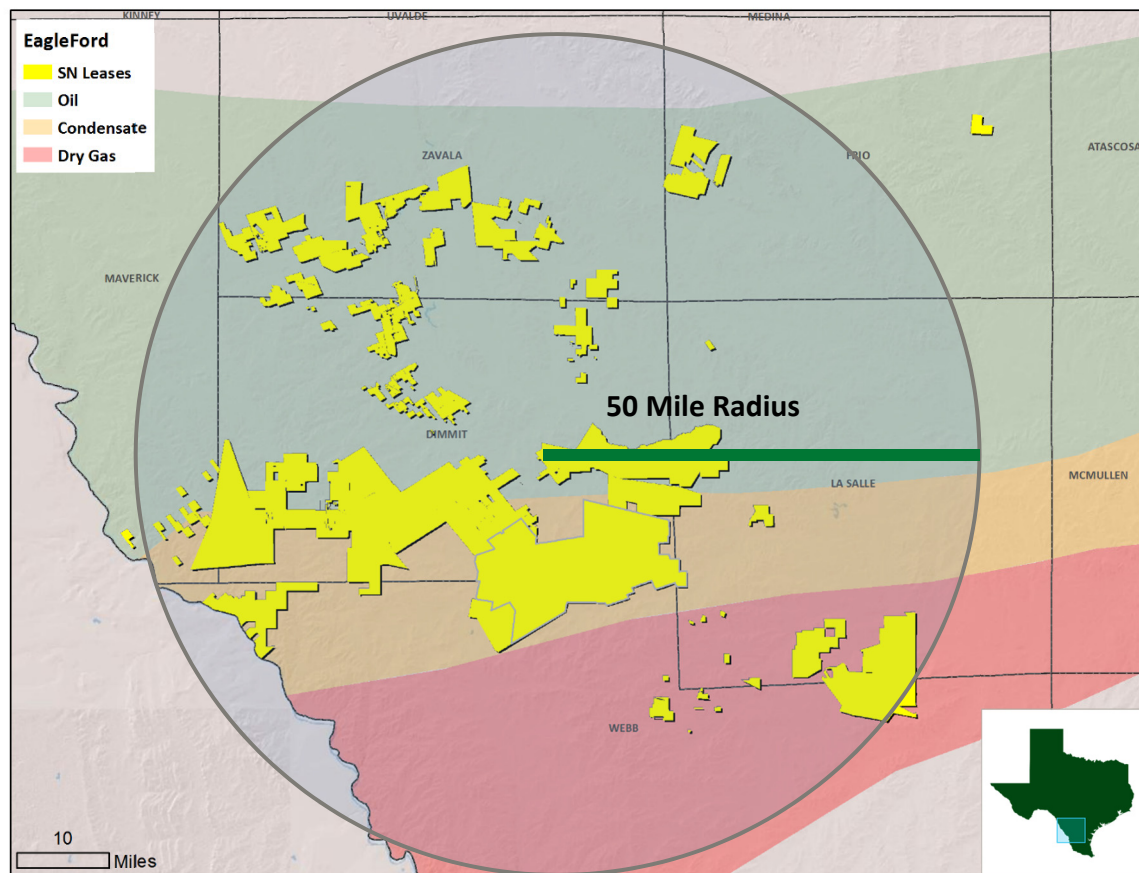 KINNEY
UVALDE
MEDINA
EagleFord
SN Leases
Oil
Condensate
Dry Gas
ZAVALA
FRIO
ATASCOSA
MAVERICK
50 Mile Radius
DIMMIT
LA SALLE
MCMULLEN
WEBB
10
Miles